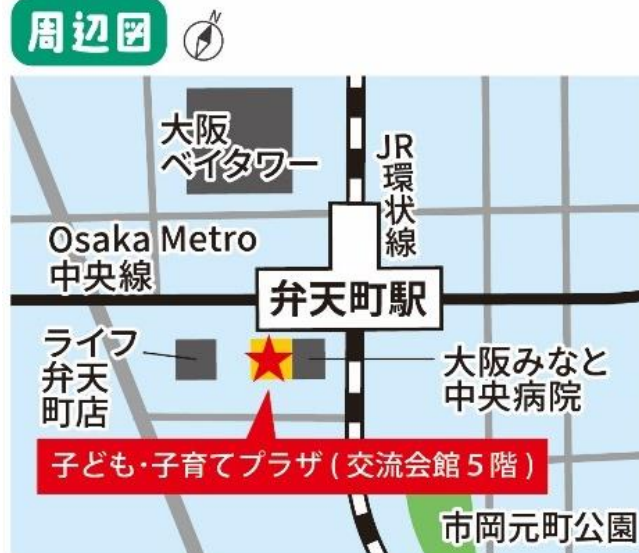 周辺図
N
大阪
ベイタワー
JR
環状線
Osaka Metro
中央線
弁天町駅
ライフ
弁天
町店
大阪みなと
中央病院
子ども・子育てプラザ(交流会館5階)
市岡元町公園